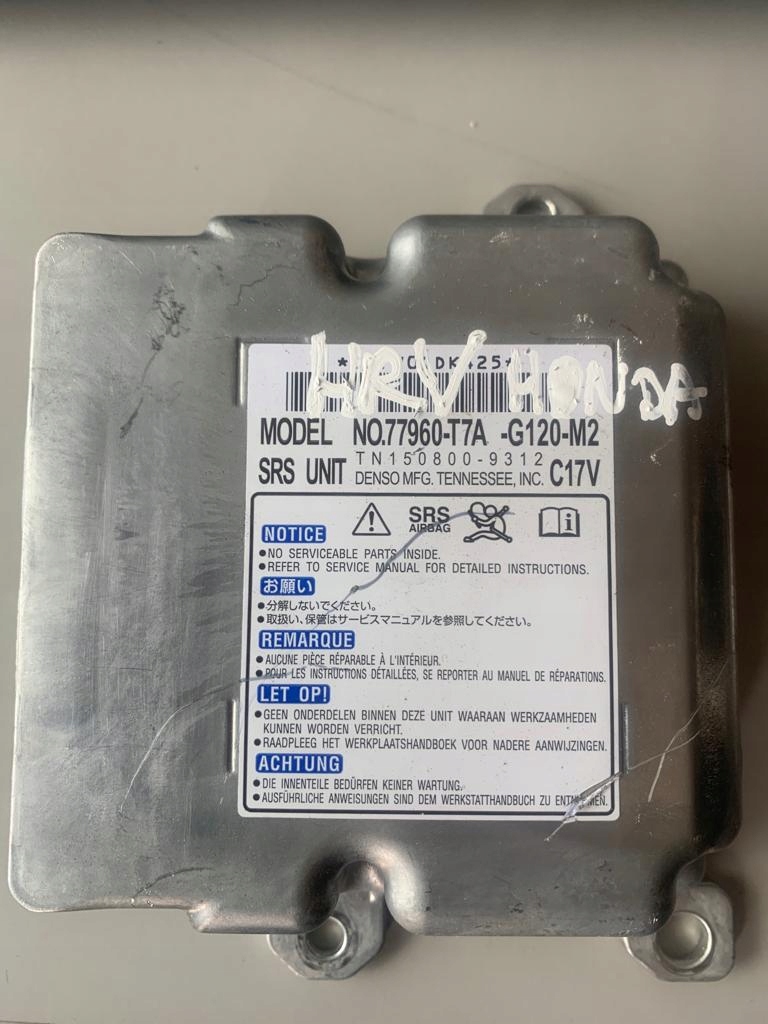 HRV HONDA
MODEL NO.77960-T7A -G120-M2
SRS UNIT TN150800-9312
DENSO MFG. TENNESSEE, INC. C17V
SRS
AIRBAG
NOTICE
●NO SERVICEABLE PARTS INSIDE.
●REFER TO SERVICE MANUAL FOR DETAILED INSTRUCTIONS.
お願い
●分解しないでください。
●取扱い、保管はサービスマニュアルを参照してください。
REMARQUE
●AUCUNE PIÈCE RÉPARABLE À L'INTÉRIEUR.
●POUR LES INSTRUCTIONS DÉTAILLÉES, SE REPORTER AU MANUEL DE RÉPARATIONS.
LET OP!
●GEEN ONDERDELEN BINNEN DEZE UNIT WAARAAN WERKZAAMHEDEN
KUNNEN WORDEN VERRICHT.
●RAADPLEEG HET WERKPLAATSHANDBOEK VOOR NADERE AANWIJZINGEN.
ACHTUNG
●DIE INNENTEILE BEDÜRFEN KEINER WARTUNG.
●AUSFÜHRLICHE ANWEISUNGEN SIND DEM WERKSTATTHANDBUCH ZU ENTNEHMEN.